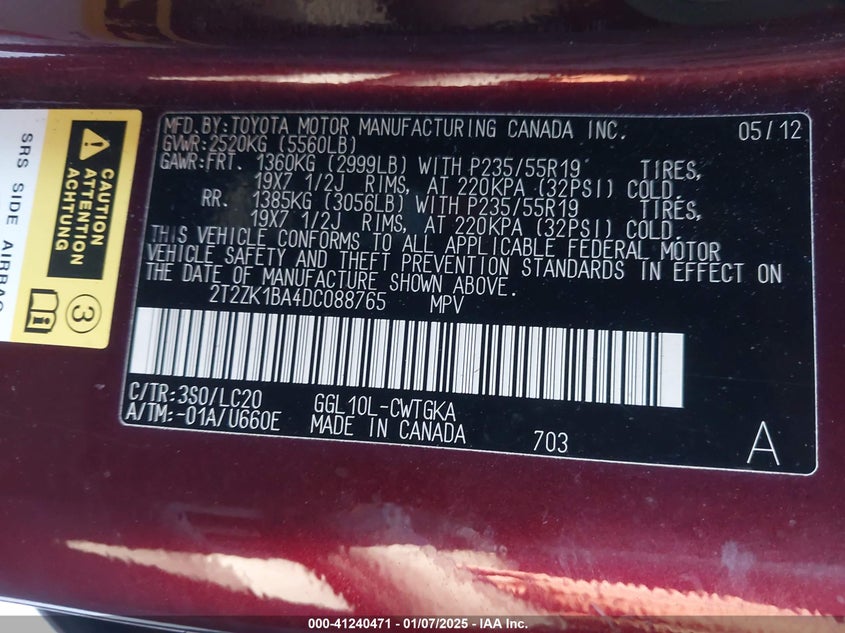 SRS SIDE AIRBAG
CAUTION
ATTENTION
ACHTUNG
3
MFD.BY:TOYOTA MOTOR MANUFACTURING CANADA INC. 05/12
GVWR:2520KG (5560LB)
GAWR:FRT. 1360KG (2999LB) WITH P235/55R19 TIRES,
19X7 1/2J RIMS, AT 220KPA (32PSI) COLD.
RR. 1385KG (3056LB) WITH P235/55R19 TIRES,
19X7 1/2J RIMS, AT 220KPA (32PSI) COLD.
THIS VEHICLE CONFORMS TO ALL APPLICABLE FEDERAL MOTOR
VEHICLE SAFETY AND THEFT PREVENTION STANDARDS IN EFFECT ON
THE DATE OF MANUFACTURE SHOWN ABOVE.
2T2ZK1BA4DC088765 MPV
C/TR:3S0/LC20 GGL10L-CWTGKA
A/TM:-01A/U660E MADE IN CANADA 703 A
000-41240471 - 01/07/2025 - IAA Inc.